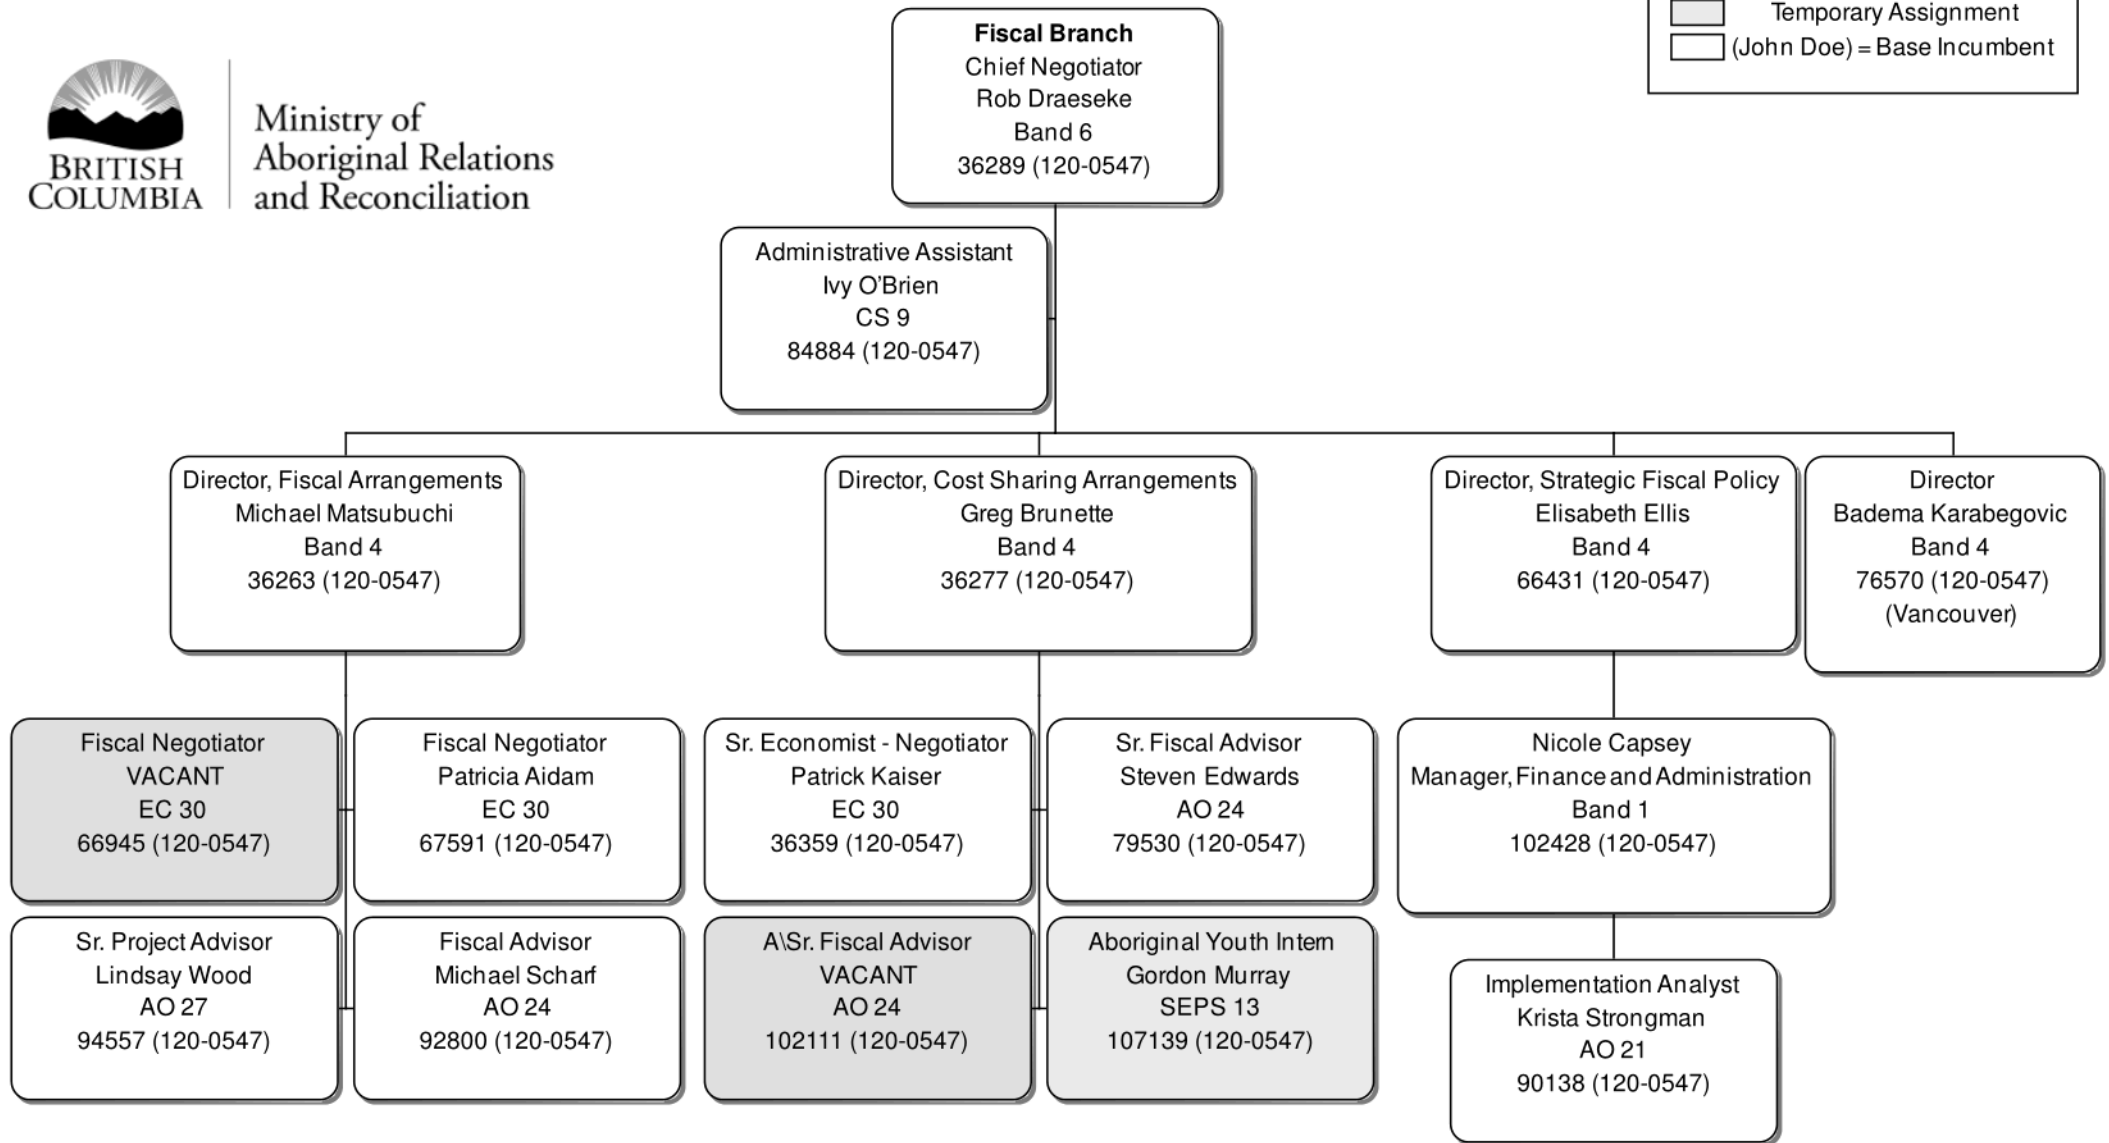 Temporary Assignment
(John Doe) = Base Incumbent
BRITISH
COLUMBIA
Ministry of
Aboriginal Relations
and Reconciliation
Fiscal Branch
Chief Negotiator
Rob Draeseke
Band 6
36289 (120-0547)
Administrative Assistant
Ivy O’Brien
CS 9
84884 (120-0547)
Director, Fiscal Arrangements
Michael Matsubuchi
Band 4
36263 (120-0547)
Director, Cost Sharing Arrangements
Greg Brunette
Band 4
36277 (120-0547)
Director, Strategic Fiscal Policy
Elisabeth Ellis
Band 4
66431 (120-0547)
Director
Badema Karabegovic
Band 4
76570 (120-0547)
(Vancouver)
Fiscal Negotiator
VACANT
EC 30
66945 (120-0547)
Fiscal Negotiator
Patricia Aidam
EC 30
67591 (120-0547)
Sr. Economist - Negotiator
Patrick Kaiser
EC 30
36359 (120-0547)
Sr. Fiscal Advisor
Steven Edwards
AO 24
79530 (120-0547)
Nicole Capsey
Manager, Finance and Administration
Band 1
102428 (120-0547)
Sr. Project Advisor
Lindsay Wood
AO 27
94557 (120-0547)
Fiscal Advisor
Michael Scharf
AO 24
92800 (120-0547)
A\Sr. Fiscal Advisor
VACANT
AO 24
102111 (120-0547)
Aboriginal Youth Intern
Gordon Murray
SEPS 13
107139 (120-0547)
Implementation Analyst
Krista Strongman
AO 21
90138 (120-0547)